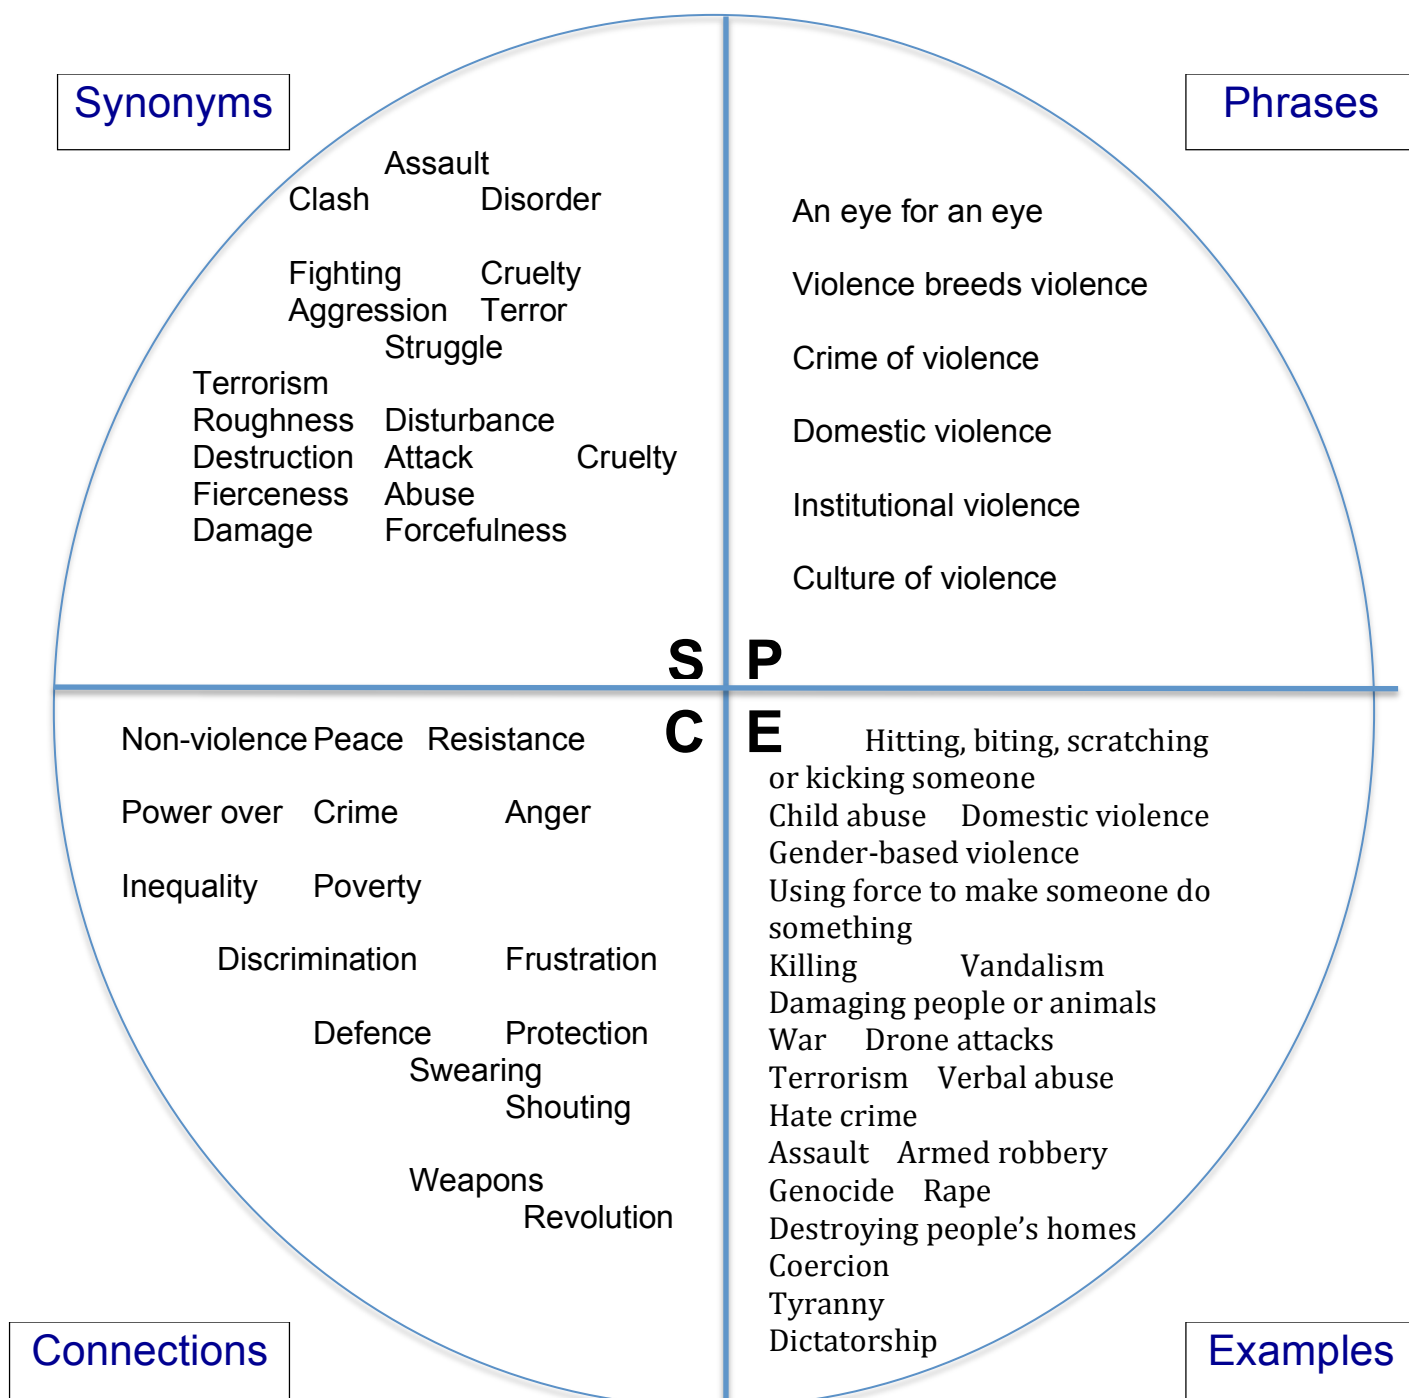 Synonyms
Assault
Clash Disorder
Fighting Cruelty
Aggression Terror
Struggle
Terrorism
Roughness Disturbance
Destruction Attack Cruelty
Fierceness Abuse
Damage Forcefulness
S
Phrases
An eye for an eye
Violence breeds violence
Crime of violence
Domestic violence
Institutional violence
Culture of violence
P
C
Non-violence Peace Resistance
Power over Crime Anger
Inequality Poverty
Discrimination Frustration
Defence Protection
Swearing
Shouting
Weapons
Revolution
Connections
E
Hitting, biting, scratching
or kicking someone
Child abuse Domestic violence
Gender-based violence
Using force to make someone do
something
Killing Vandalism
Damaging people or animals
War Drone attacks
Terrorism Verbal abuse
Hate crime
Assault Armed robbery
Genocide Rape
Destroying people’s homes
Coercion
Tyranny
Dictatorship
Examples